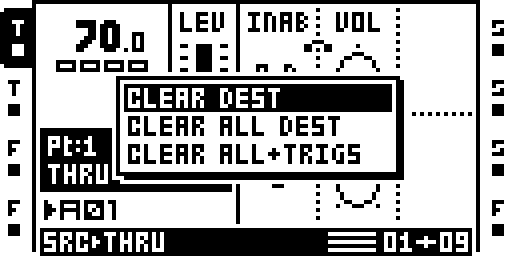 T
70.0
LEV
INAB
VOL
S
T
S
CLEAR DEST
CLEAR ALL DEST
CLEAR ALL+TRIGS
F
Pt:1
THRU
S
F
A01
F
SRC▸THRU
01→09